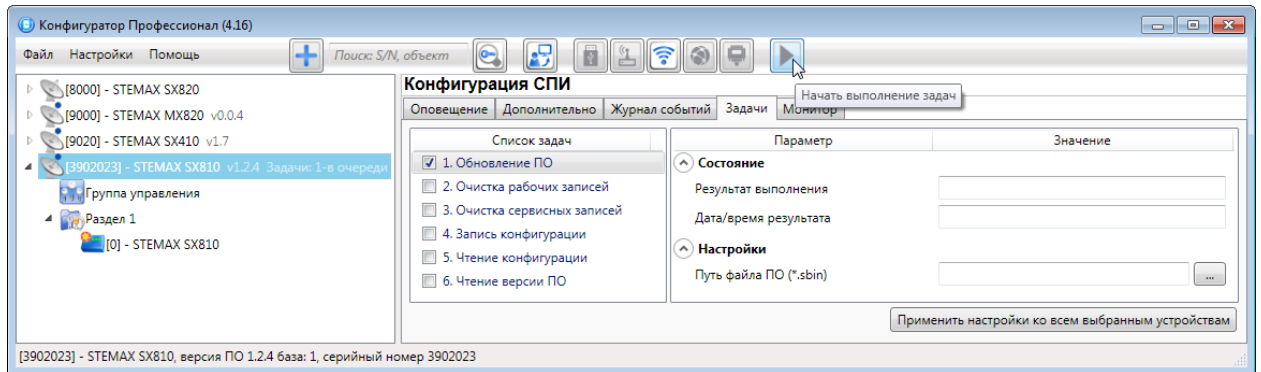 Конфигуратор Профессионал (4.16)
Файл Настройки Помощь Поиск: S/N, объект
[8000] - STEMAX SX820
[9000] - STEMAX MX820 v0.0.4
[9020] - STEMAX SX410 v1.7
[3902023] - STEMAX SX810 v1.2.4 Задачи: 1-в очереди
Группа управления
Раздел 1
[0] - STEMAX SX810
Конфигурация СПИ
Начать выполнение задач
Оповещение Дополнительно Журнал событий Задачи Монитор
Список задач
1. Обновление ПО
2. Очистка рабочих записей
3. Очистка сервисных записей
4. Запись конфигурации
5. Чтение конфигурации
6. Чтение версии ПО
Параметр Значение
Состояние
Результат выполнения
Дата/время результата
Настройки
Путь файла ПО (*.sbin) ...
Применить настройки ко всем выбранным устройствам
[3902023] - STEMAX SX810, версия ПО 1.2.4 база: 1, серийный номер 3902023